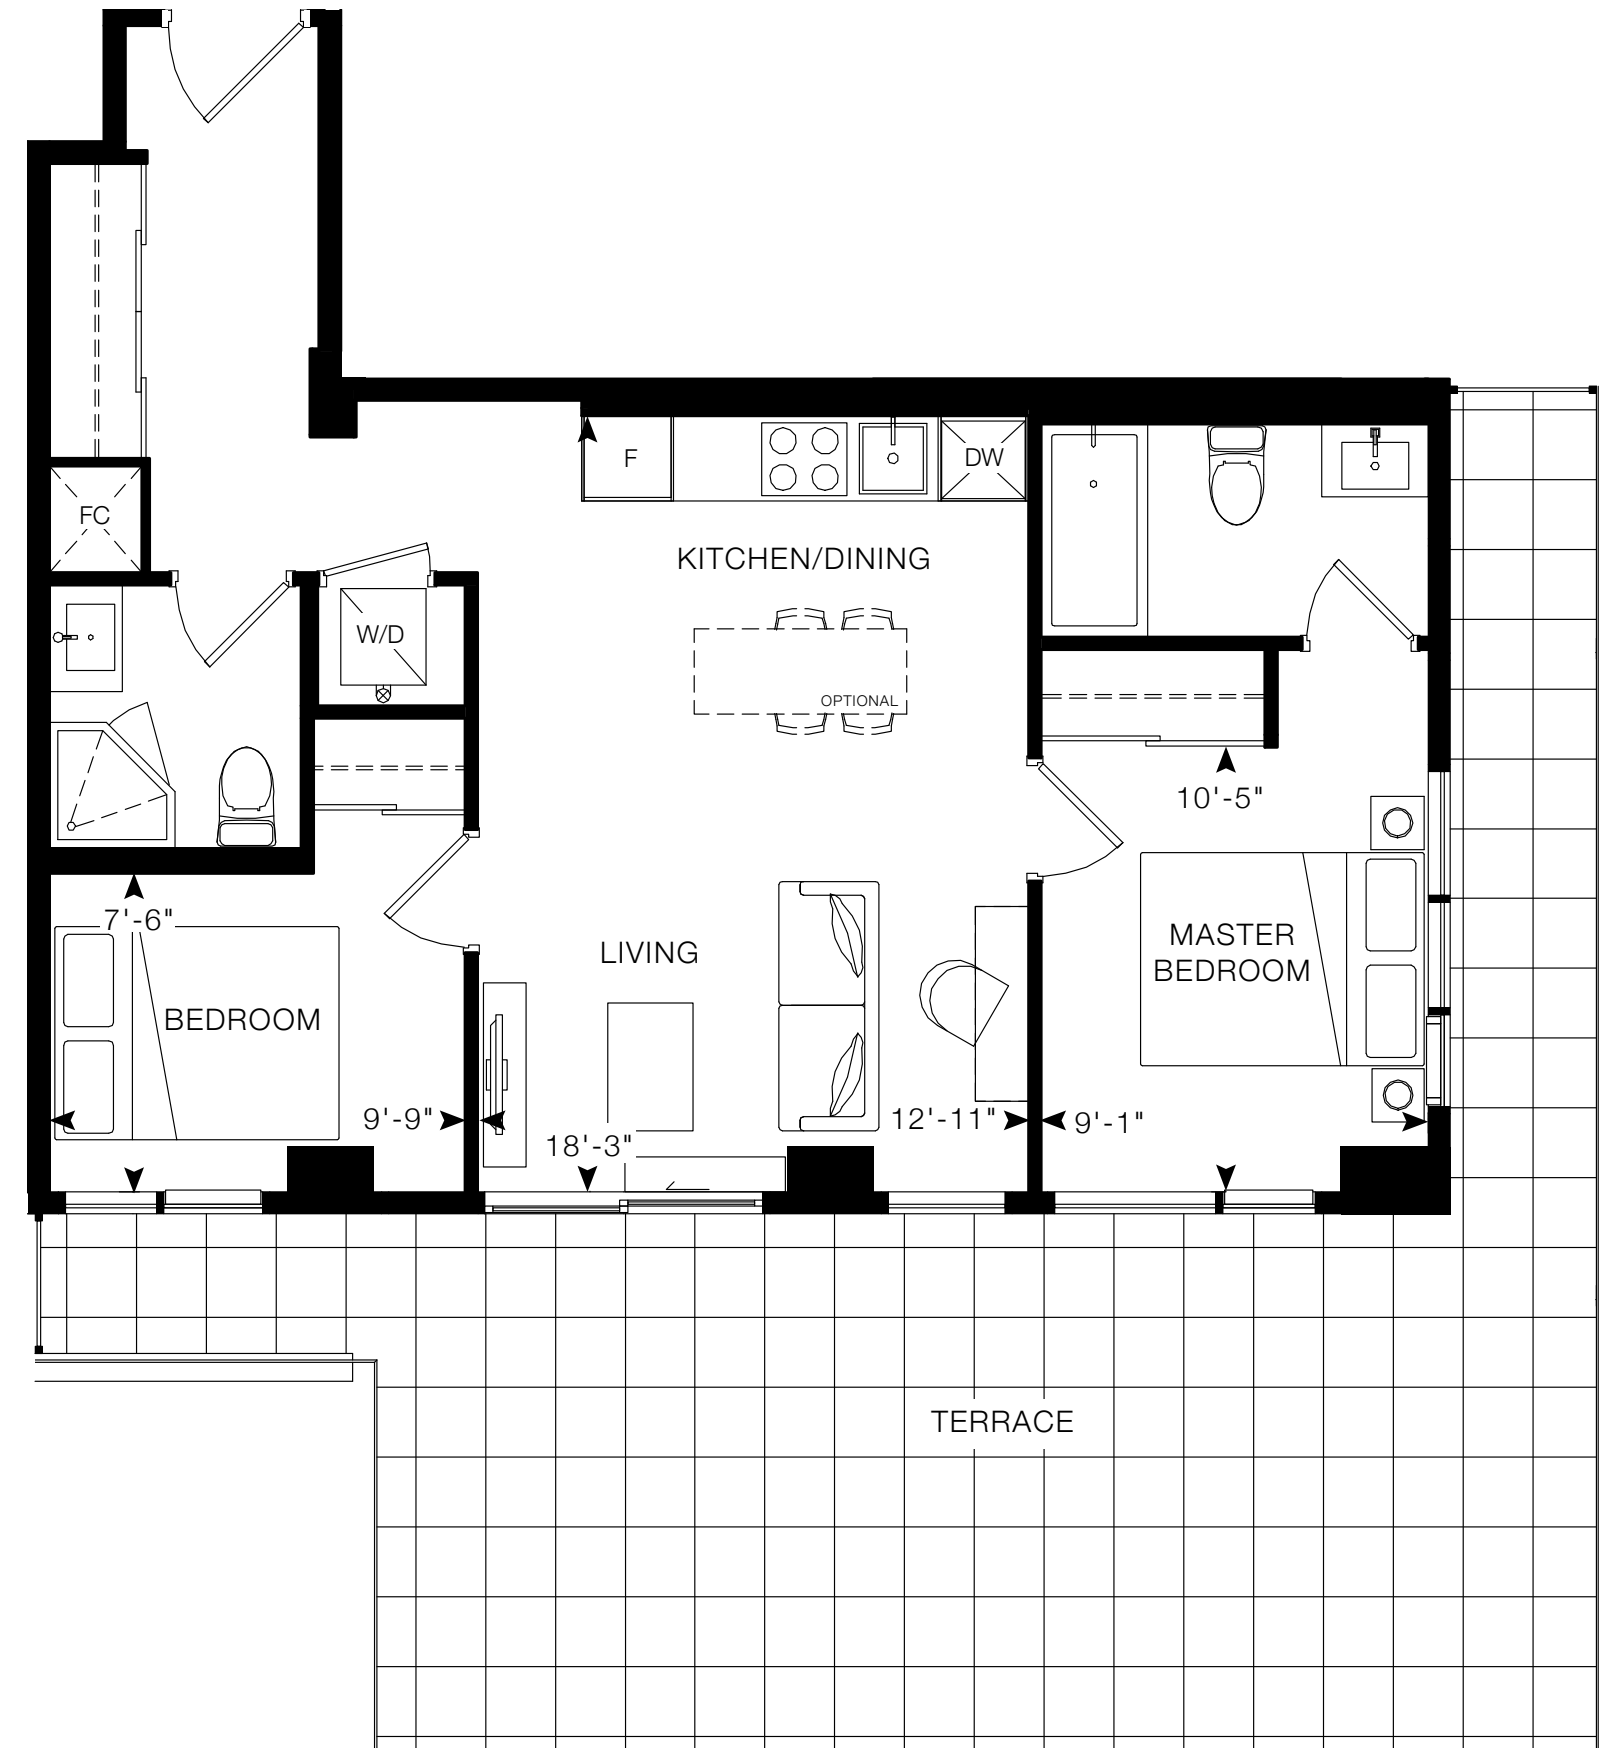 F
DW
FC
KITCHEN/DINING
W/D
OPTIONAL
10'-5"
7'-6"
LIVING
MASTER
BEDROOM
BEDROOM
9'-9"
12'-11"
9'-1"
18'-3"
TERRACE